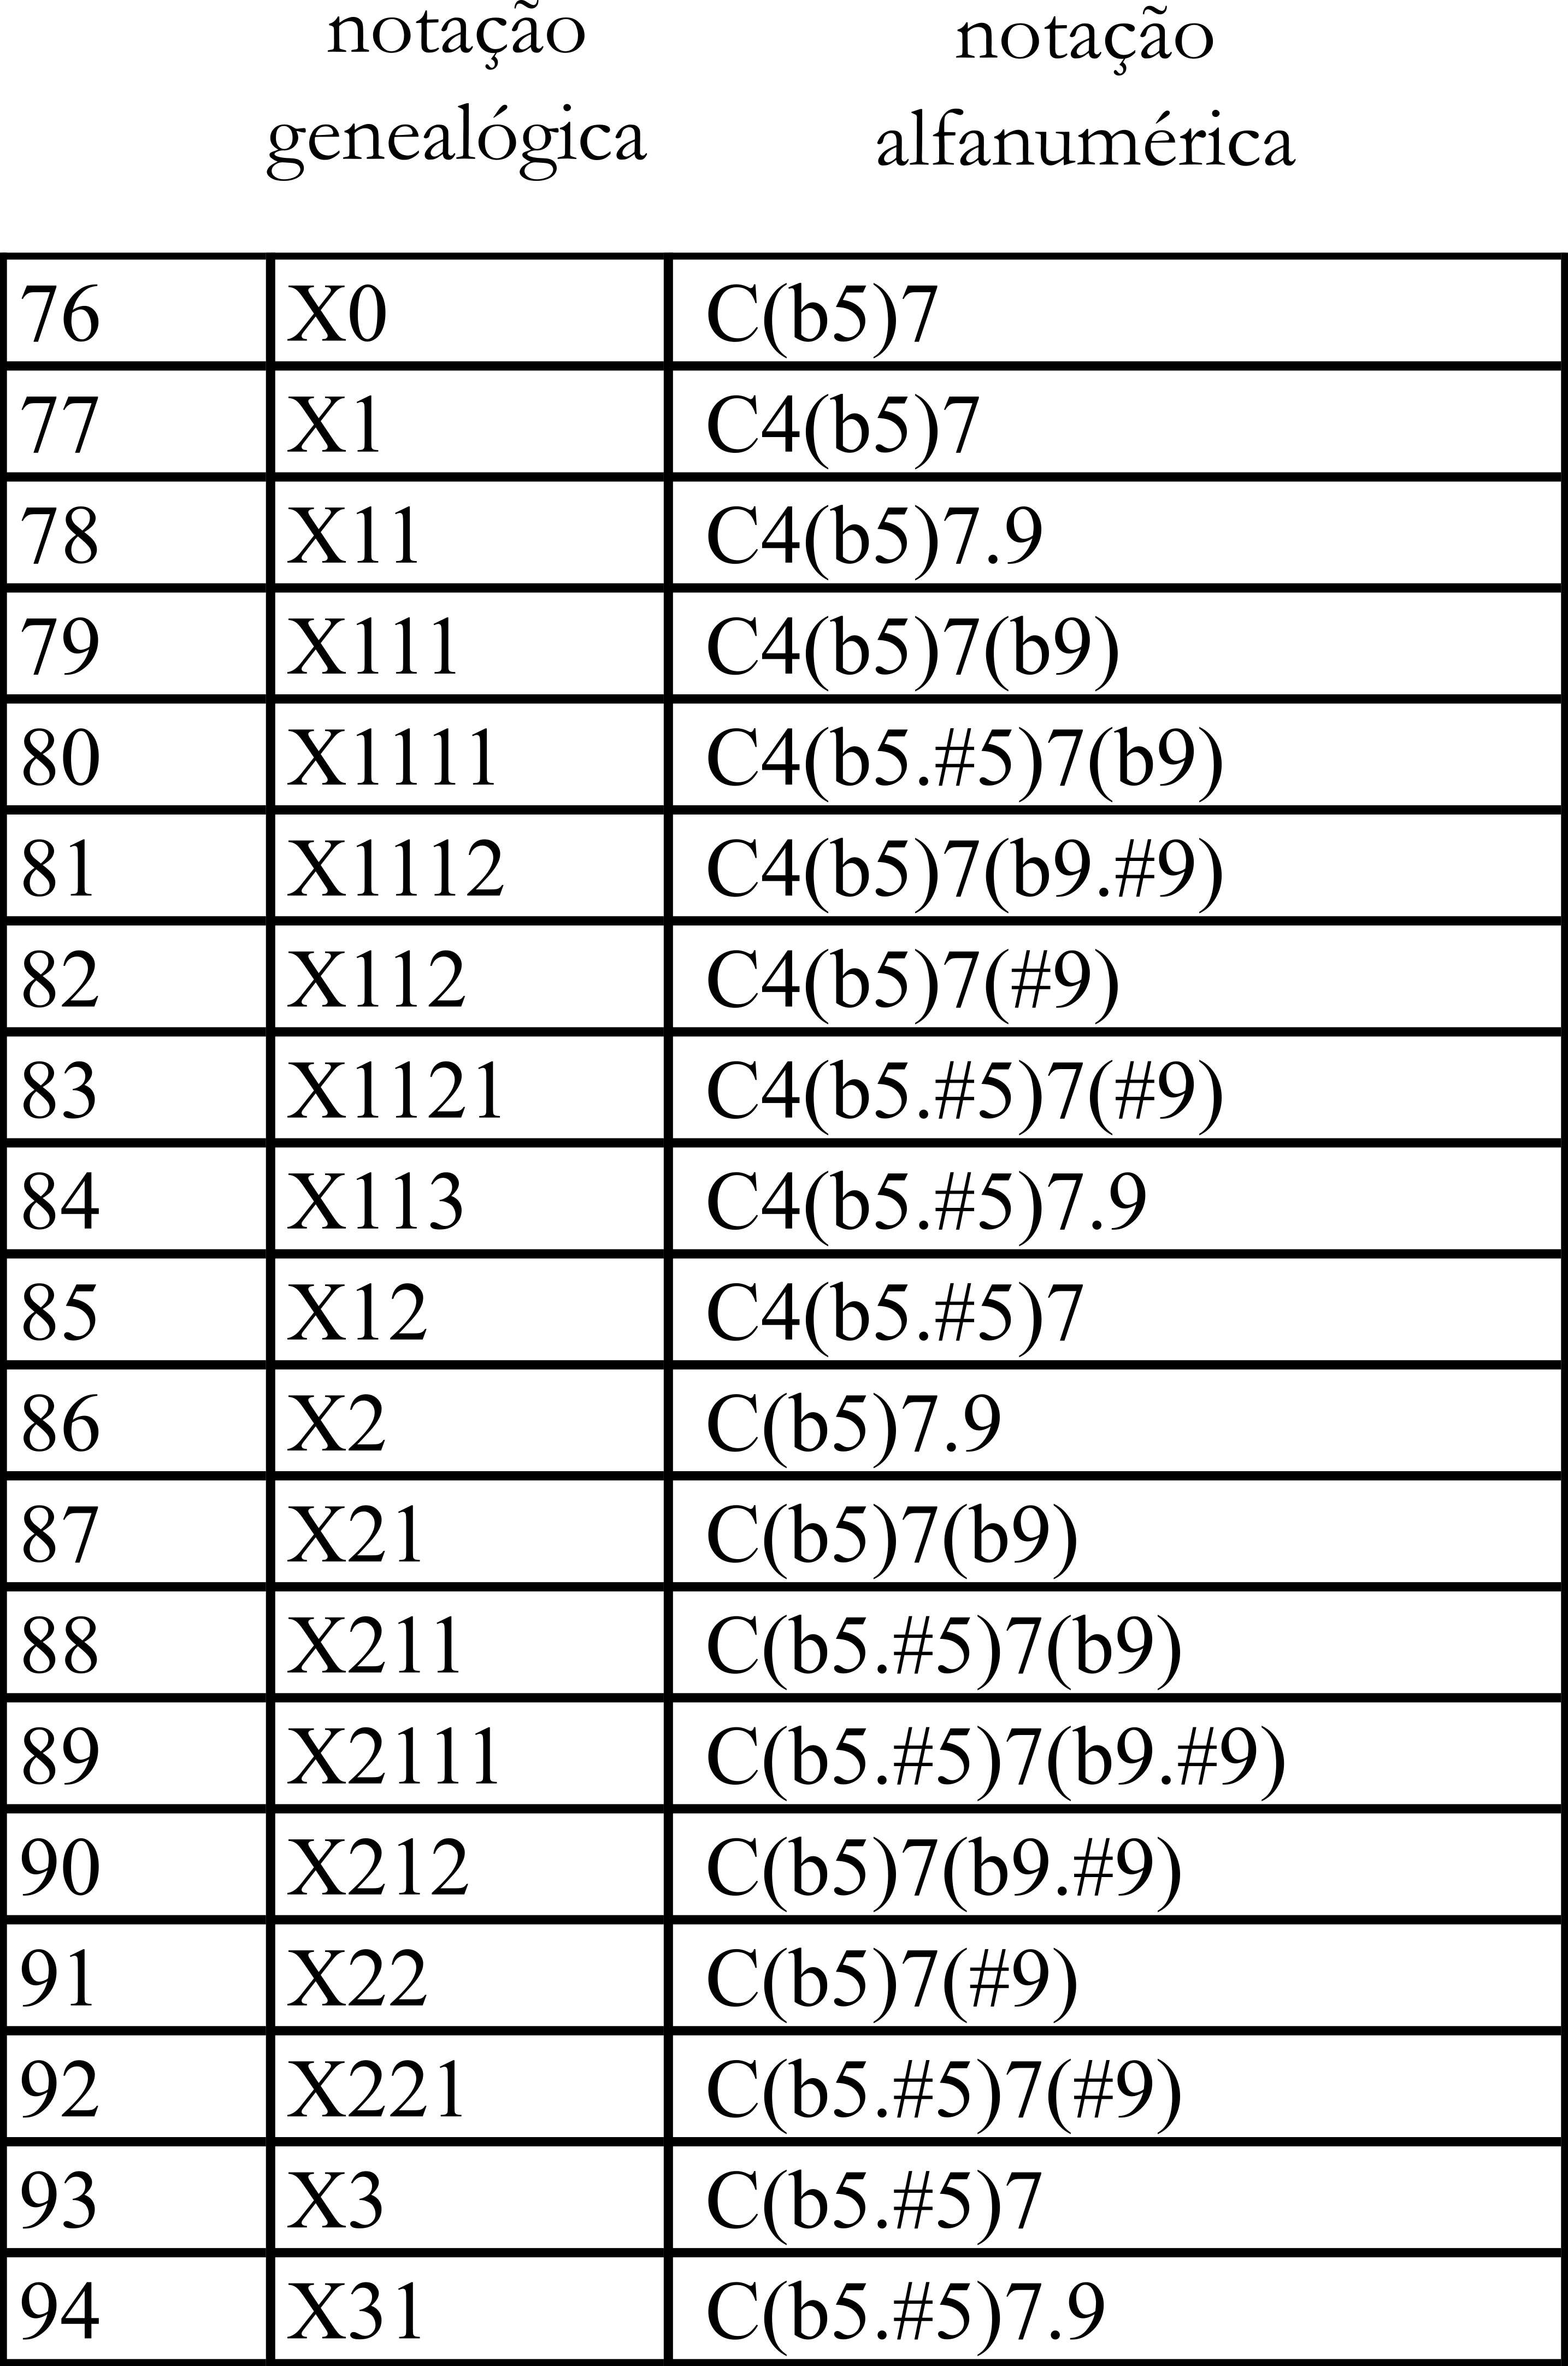 notação notação
genealógica alfanumérica
76 X0 C(b5)7
77 X1 C4(b5)7
78 X11 C4(b5)7.9
79 X111 C4(b5)7(b9)
80 X1111 C4(b5.#5)7(b9)
81 X1112 C4(b5)7(b9.#9)
82 X112 C4(b5)7(#9)
83 X1121 C4(b5.#5)7(#9)
84 X113 C4(b5.#5)7.9
85 X12 C4(b5.#5)7
86 X2 C(b5)7.9
87 X21 C(b5)7(b9)
88 X211 C(b5.#5)7(b9)
89 X2111 C(b5.#5)7(b9.#9)
90 X212 C(b5)7(b9.#9)
91 X22 C(b5)7(#9)
92 X221 C(b5.#5)7(#9)
93 X3 C(b5.#5)7
94 X31 C(b5.#5)7.9